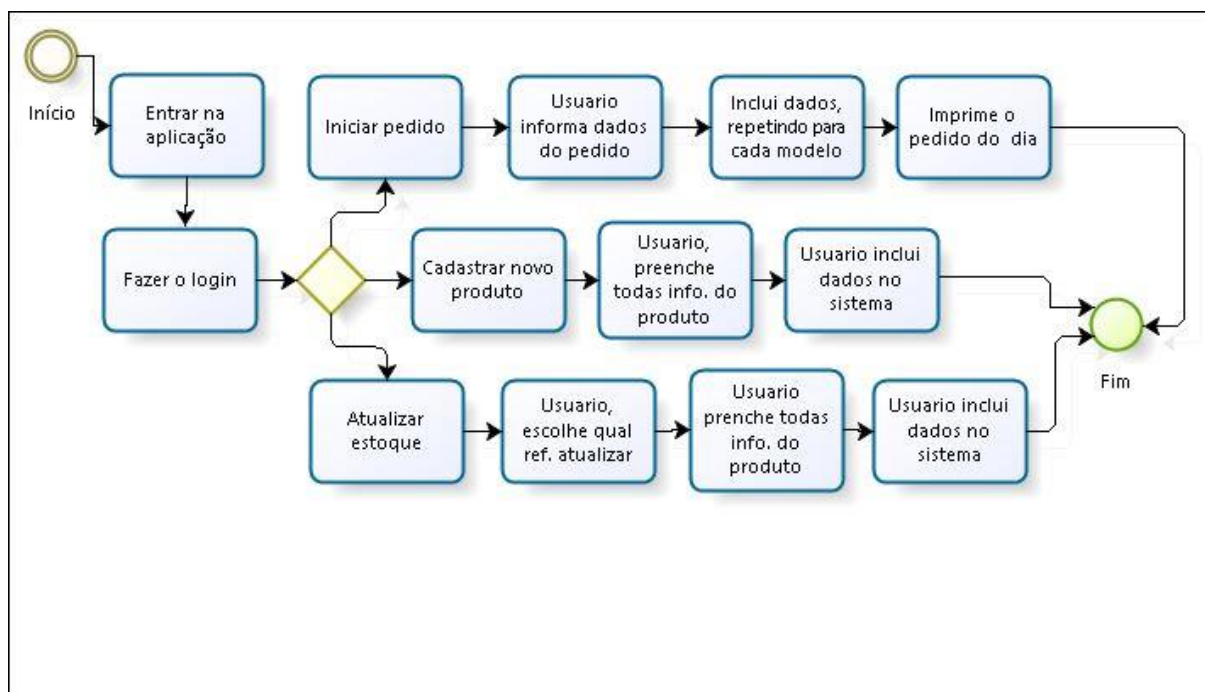 Início
Entrar na
aplicação
Iniciar pedido
Usuario
informa dados
do pedido
Inclui dados,
repetindo para
cada modelo
Imprime o
pedido do dia
Fazer o login
Cadastrar novo
produto
Usuario,
preenche
todas info. do
produto
Usuario inclui
dados no
sistema
Fim
Atualizar
estoque
Usuario,
escolhe qual
ref. atualizar
Usuario
prenche todas
info. do
produto
Usuario inclui
dados no
sistema